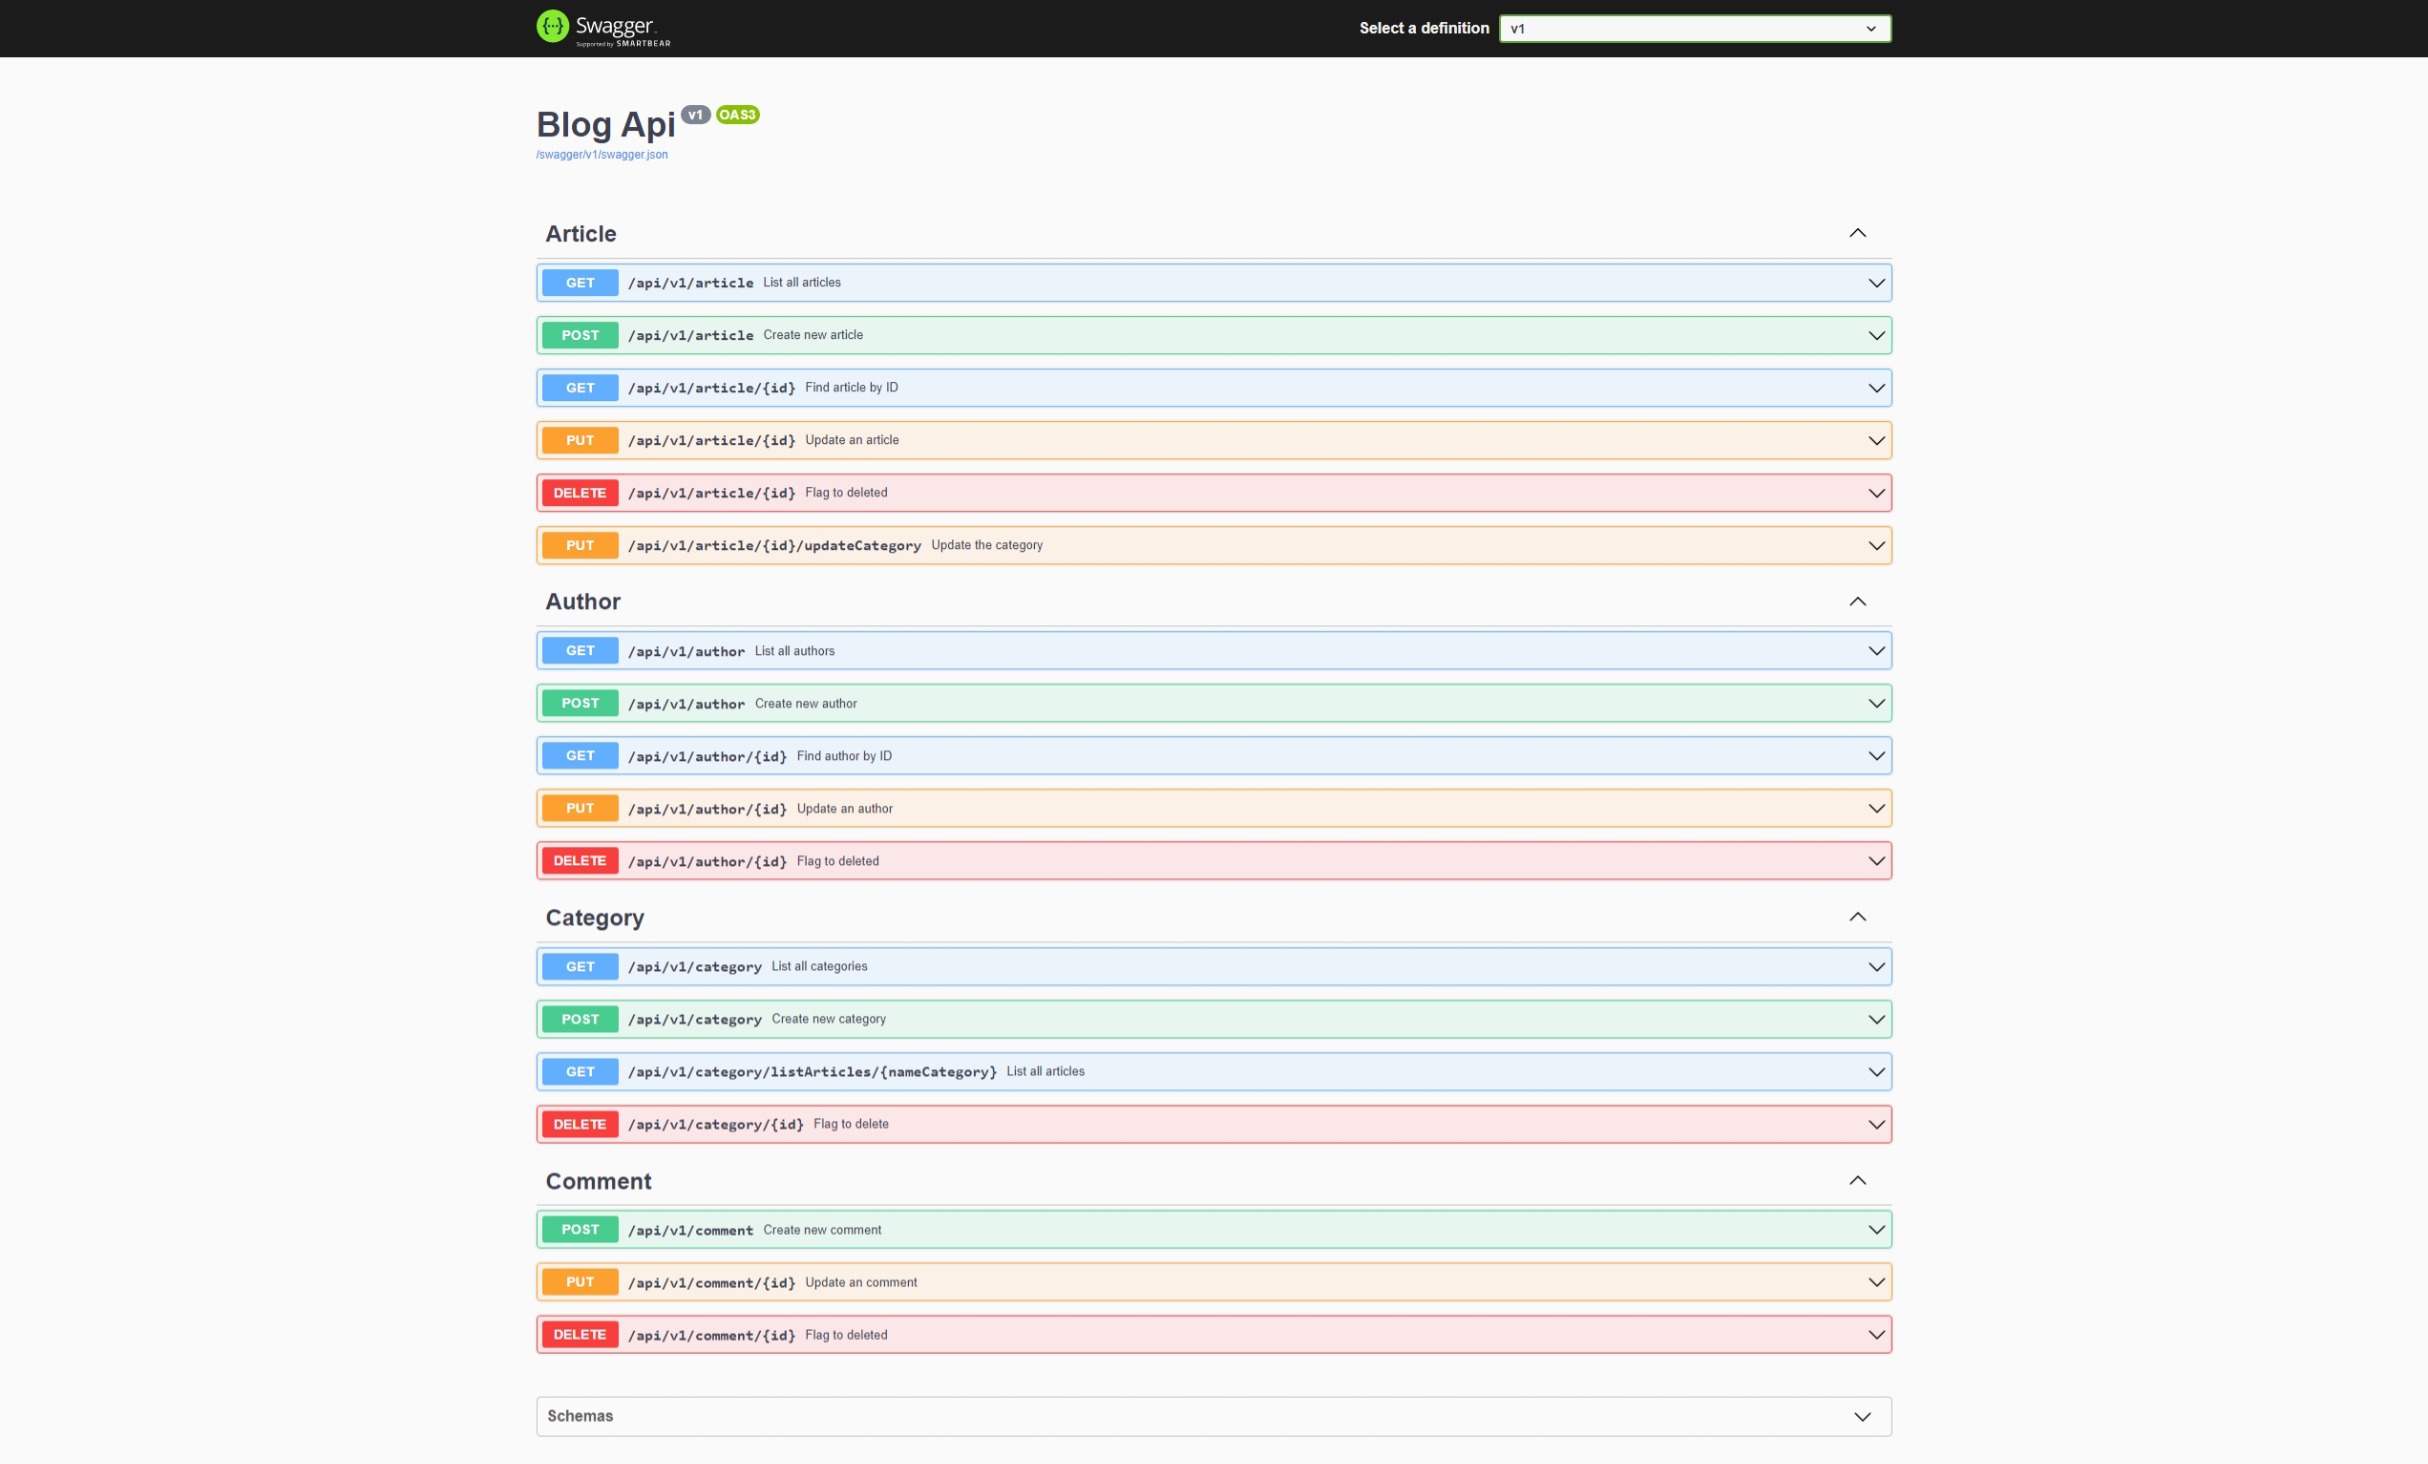 Swagger.
Supported by SMARTBEAR
Select a definition
v1
Blog Api v1 OAS3
/swagger/v1/swagger.json
Article
GET /api/v1/article List all articles
POST /api/v1/article Create new article
GET /api/v1/article/{id} Find article by ID
PUT /api/v1/article/{id} Update an article
DELETE /api/v1/article/{id} Flag to deleted
PUT /api/v1/article/{id}/updateCategory Update the category
Author
GET /api/v1/author List all authors
POST /api/v1/author Create new author
GET /api/v1/author/{id} Find author by ID
PUT /api/v1/author/{id} Update an author
DELETE /api/v1/author/{id} Flag to deleted
Category
GET /api/v1/category List all categories
POST /api/v1/category Create new category
GET /api/v1/category/listArticles/{nameCategory} List all articles
DELETE /api/v1/category/{id} Flag to delete
Comment
POST /api/v1/comment Create new comment
PUT /api/v1/comment/{id} Update an comment
DELETE /api/v1/comment/{id} Flag to deleted
Schemas